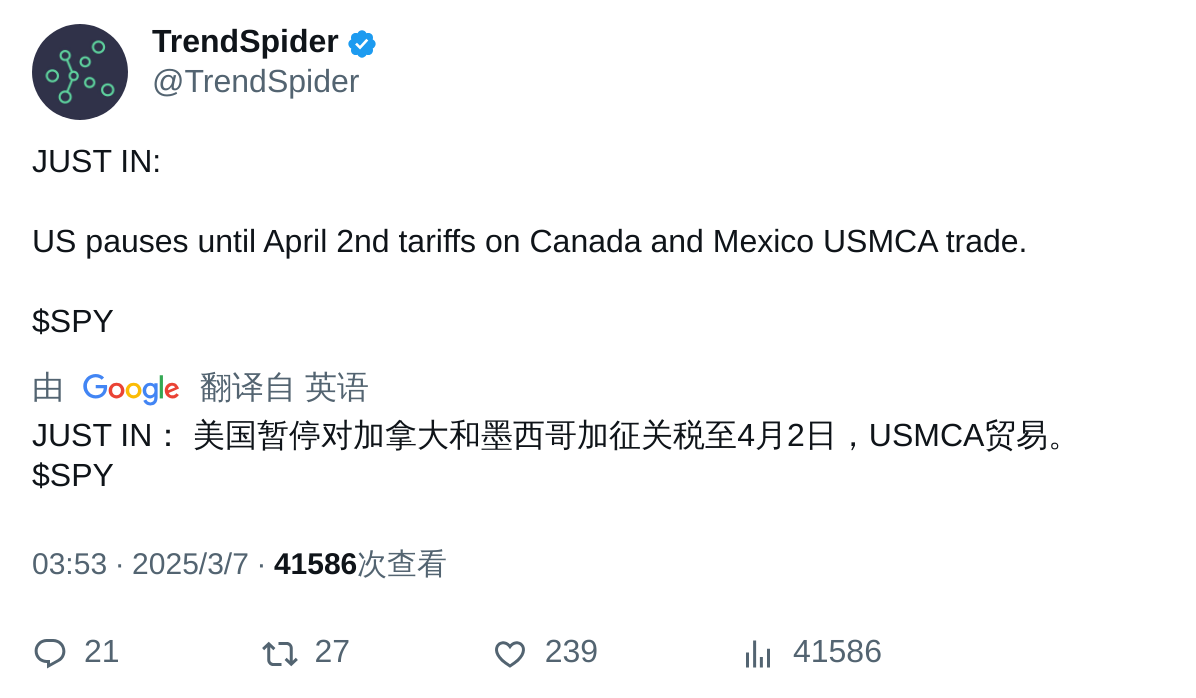 TrendSpider
@TrendSpider
JUST IN:
US pauses until April 2nd tariffs on Canada and Mexico USMCA trade.
$SPY
由 Google 翻译自 英语
JUST IN： 美国暂停对加拿大和墨西哥加征关税至4月2日，USMCA贸易。
$SPY
03:53 · 2025/3/7 · 41586次查看
21 27 239 41586